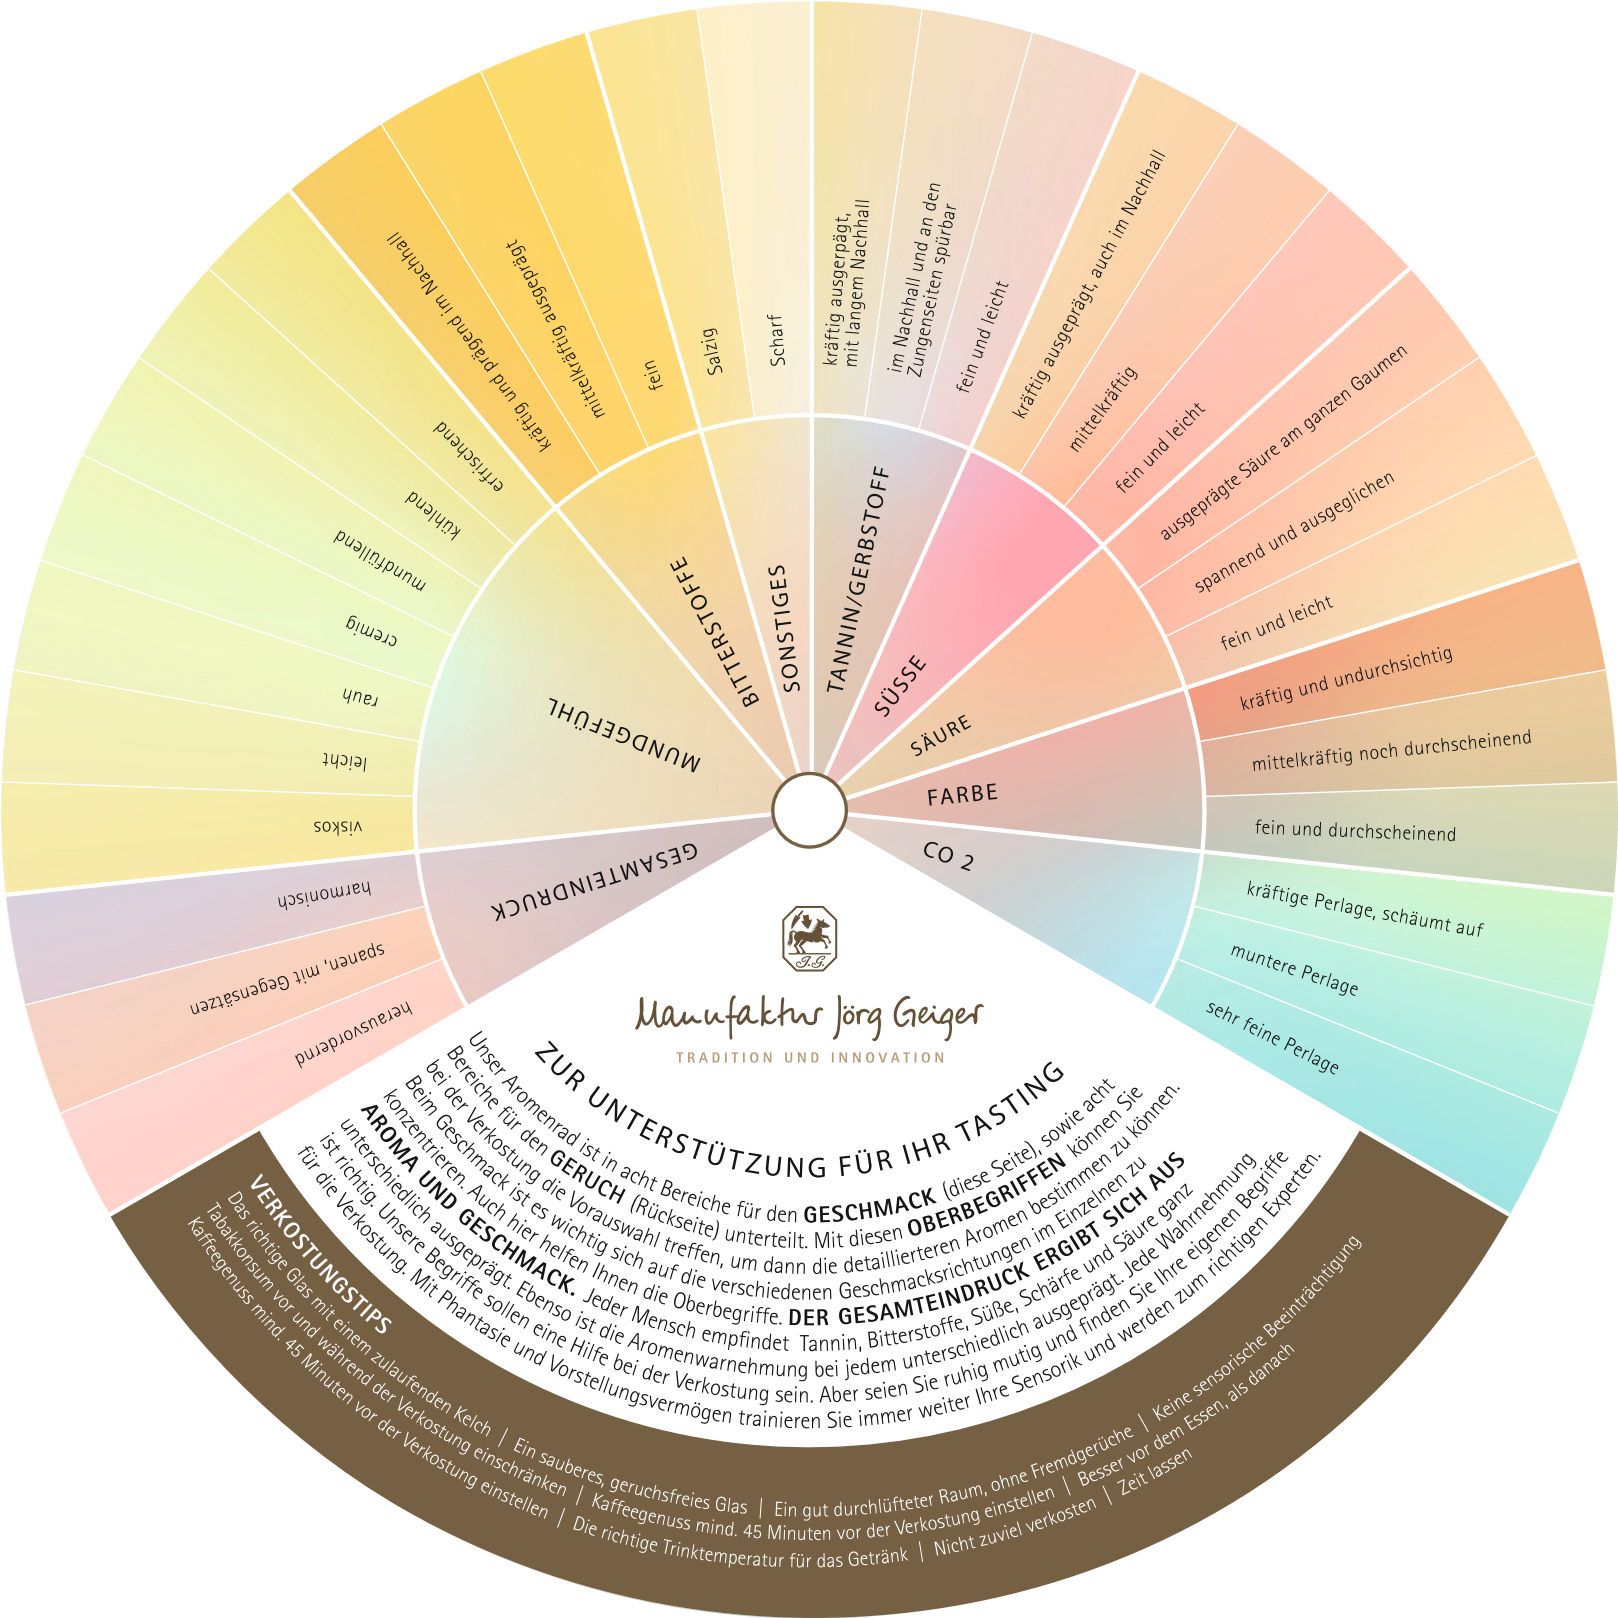 kräftig ausgerpägt,
mit langem Nachhall
im Nachhall und an den
Zungenseiten spürbar
fein und leicht
TANNIN/GERBSTOFF
kräftig ausgeprägt, auch im Nachhall
mittelkräftig
fein und leicht
SÜSSE
ausgeprägte Säure am ganzen Gaumen
spannend und ausgeglichen
fein und leicht
SÄURE
kräftig und undurchsichtig
mittelkräftig noch durchscheinend
fein und durchscheinend
FARBE
kräftige Perlage, schäumt auf
muntere Perlage
sehr feine Perlage
CO 2
herausvordernd
spanen, mit Gegensätzen
harmonisch
GESAMTEINDRUCK
viskos
leicht
rauh
cremig
mundfüllend
kühlend
erfrischend
MUNDGEFÜHL
kräftig und prägend im Nachhall
mittelkräftig ausgeprägt
fein
BITTERSTOFFE
Salzig
Scharf
SONSTIGES
J.G.
Manufaktur Jörg Geiger
TRADITION UND INNOVATION
ZUR UNTERSTÜTZUNG FÜR IHR TASTING
Unser Aromenrad ist in acht Bereiche für den GESCHMACK (diese Seite), sowie acht
Bereiche für den GERUCH (Rückseite) unterteilt. Mit diesen OBERBEGRIFFEN können Sie
bei der Verkostung die Vorauswahl treffen, um dann die detaillierteren Aromen bestimmen zu können.
Beim Geschmack ist es wichtig sich auf die verschiedenen Geschmacksrichtungen im Einzelnen zu
konzentrieren. Auch hier helfen Ihnen die Oberbegriffe. DER GESAMTEINDRUCK ERGIBT SICH AUS
AROMA UND GESCHMACK. Jeder Mensch empfindet Tannin, Bitterstoffe, Süße, Schärfe und Säure ganz
unterschiedlich ausgeprägt. Ebenso ist die Aromenwarnehmung bei jedem unterschiedlich ausgeprägt. Jede Wahrnehmung
ist richtig. Unsere Begriffe sollen eine Hilfe bei der Verkostung sein. Aber seien Sie ruhig mutig und finden Sie Ihre eigenen Begriffe
für die Verkostung. Mit Phantasie und Vorstellungsvermögen trainieren Sie immer weiter Ihre Sensorik und werden zum richtigen Experten.
VERKOSTUNGSTIPS
Das richtige Glas mit einem zulaufenden Kelch | Ein sauberes, geruchsfreies Glas | Ein gut durchlüfteter Raum, ohne Fremdgerüche | Keine sensorische Beeinträchtigung
Tabakkonsum vor und während der Verkostung einschränken | Kaffeegenuss mind. 45 Minuten vor der Verkostung einstellen | Besser vor dem Essen, als danach
Kaffeegenuss mind. 45 Minuten vor der Verkostung einstellen | Die richtige Trinktemperatur für das Getränk | Nicht zuviel verkosten | Zeit lassen